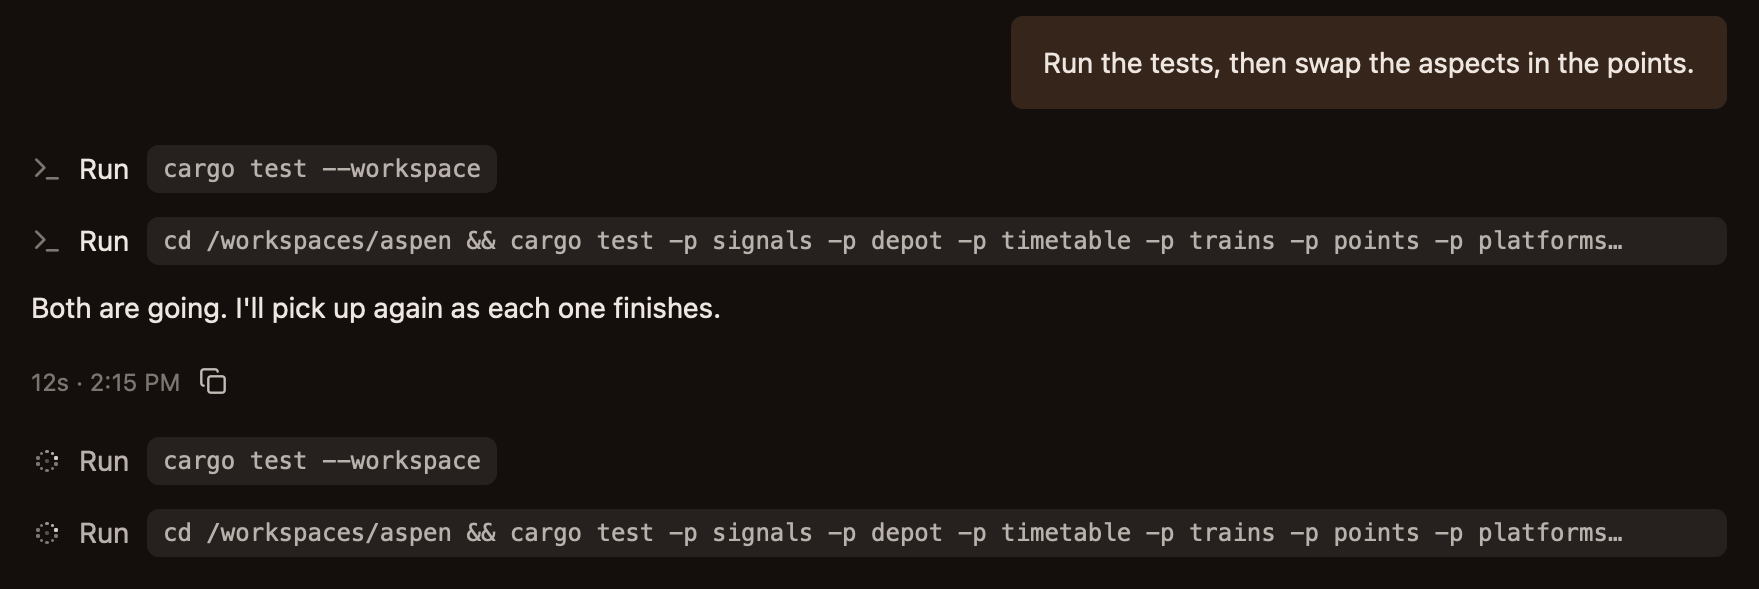 Run the tests, then swap the aspects in the points.
>_ Run cargo test --workspace
>_ Run cd /workspaces/aspen && cargo test -p signals -p depot -p timetable -p trains -p points -p platforms…
Both are going. I'll pick up again as each one finishes.
12s · 2:15 PM
Run cargo test --workspace
Run cd /workspaces/aspen && cargo test -p signals -p depot -p timetable -p trains -p points -p platforms…